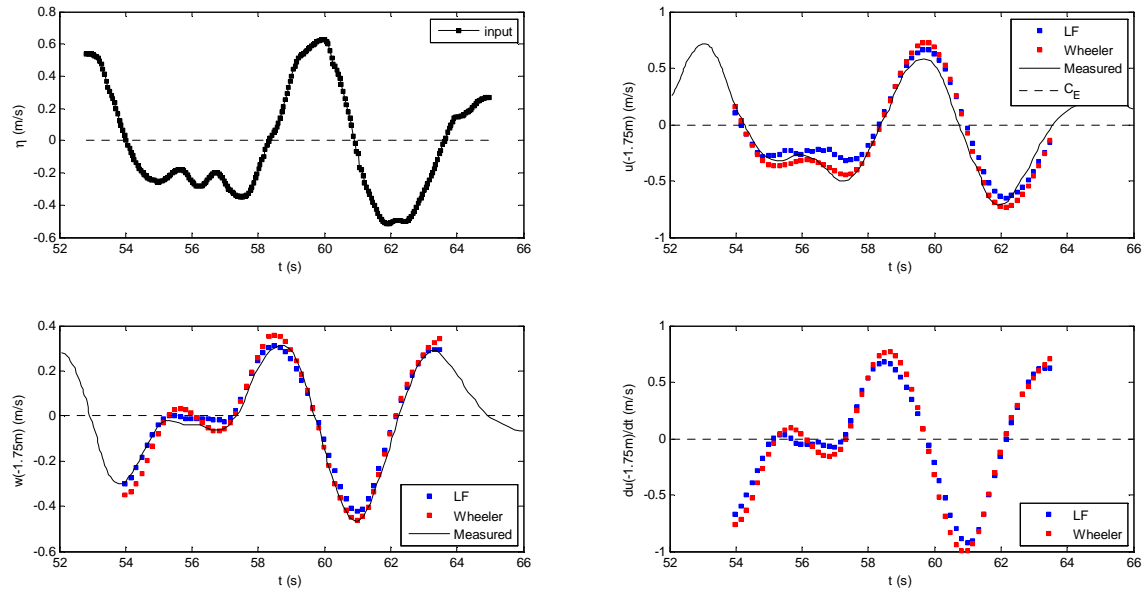 0.8
0.6
0.4
0.2
0
-0.2
-0.4
-0.6
η (m/s)
52 54 56 58 60 62 64 66
t (s)
input
1
0.5
0
-0.5
-1
u(-1.75m) (m/s)
52 54 56 58 60 62 64 66
t (s)
LF
Wheeler
Measured
C_E
0.4
0.2
0
-0.2
-0.4
-0.6
w(-1.75m) (m/s)
52 54 56 58 60 62 64 66
t (s)
LF
Wheeler
Measured
1
0.5
0
-0.5
-1
du(-1.75m)/dt (m/s)
52 54 56 58 60 62 64 66
t (s)
LF
Wheeler